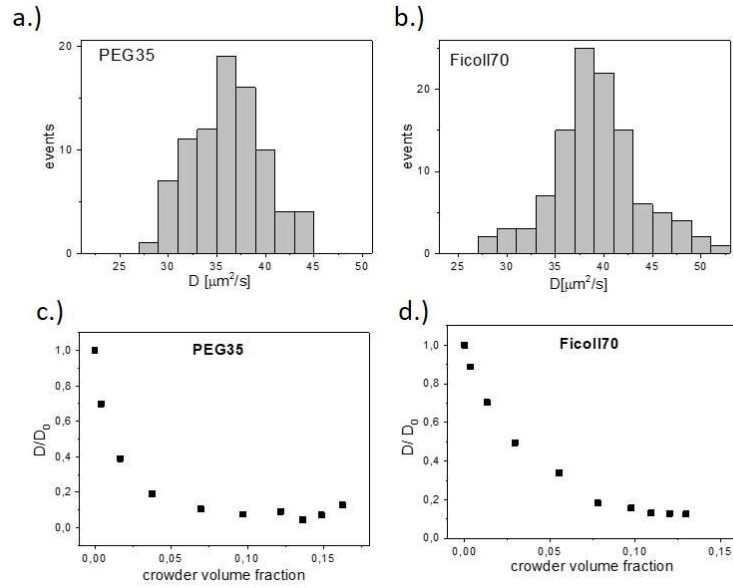 a.)
PEG35
20
10
0
events
25 30 35 40 45 50
D [μm²/s]
b.)
Ficoll70
20
10
0
events
25 30 35 40 45 50
D[μm²/s]
c.)
PEG35
1,0
0,8
0,6
0,4
0,2
0,0
D/D₀
0,00 0,05 0,10 0,15
crowder volume fraction
d.)
Ficoll70
1,0
0,8
0,6
0,4
0,2
0,0
D/ D₀
0,00 0,05 0,10 0,15
crowder volume fraction